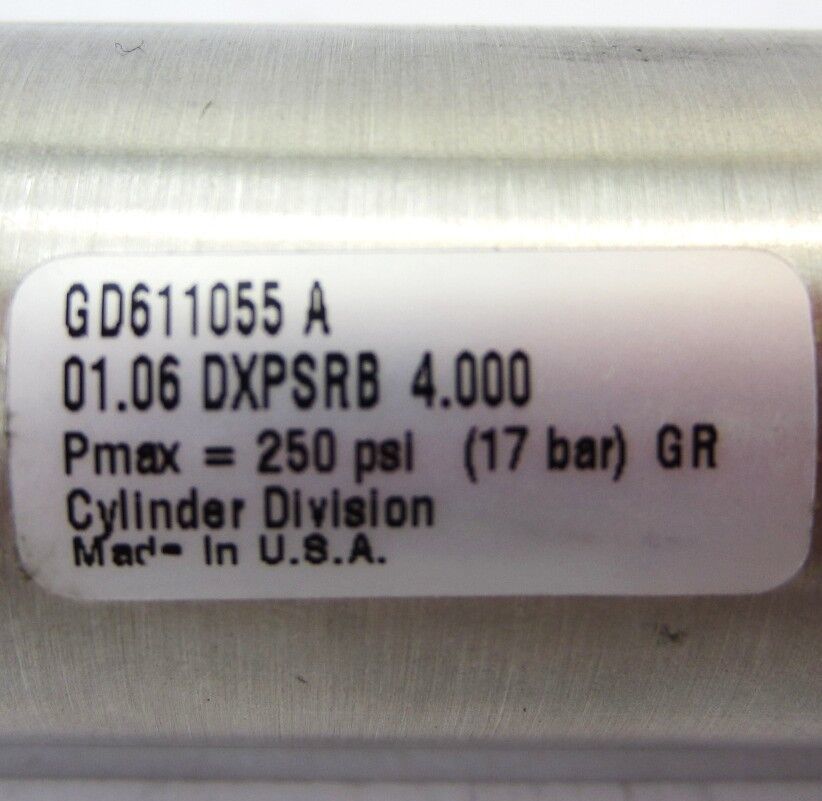 GD611055 A
01.06 DXPSRB 4.000
Pmax = 250 psi (17 bar) GR
Cylinder Division
Made In U.S.A.